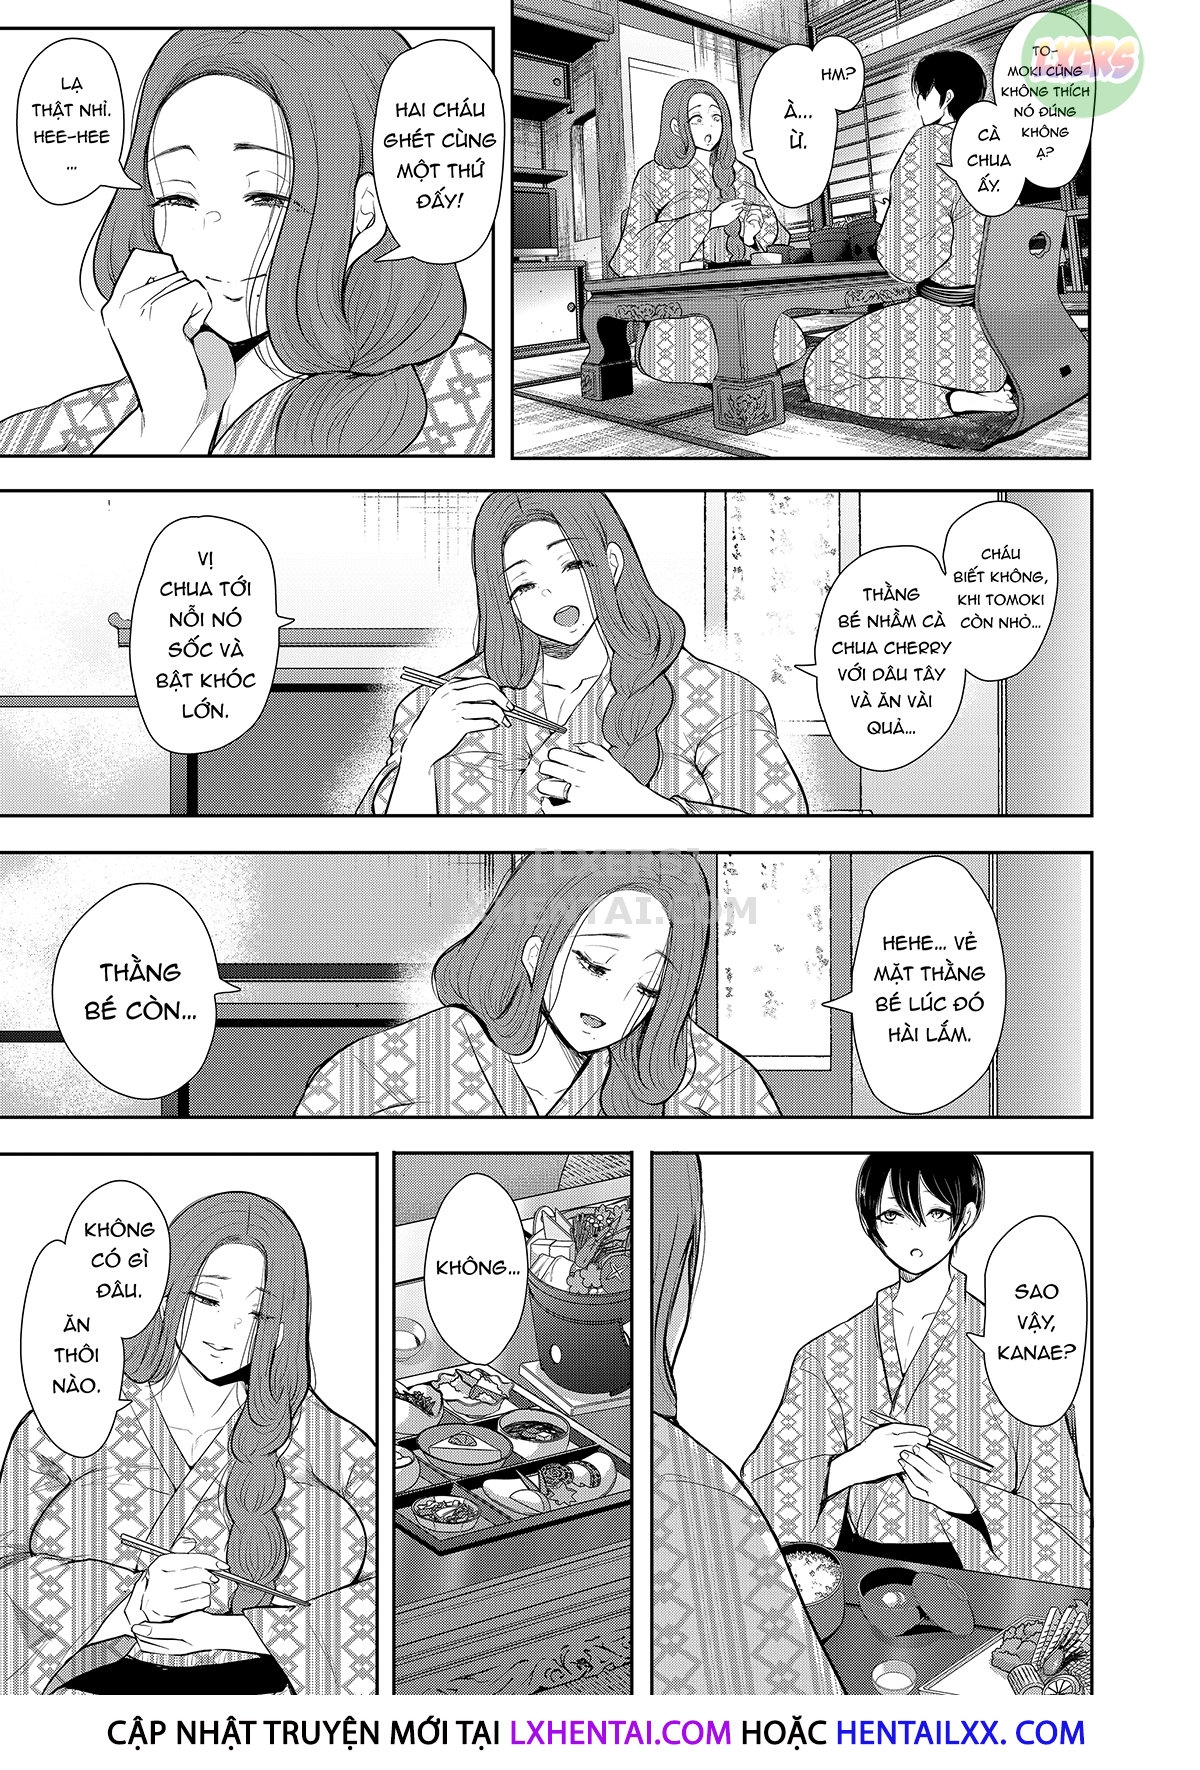 TO-
MOKI CŨNG
KHÔNG THÍCH
NÓ ĐÚNG
KHÔNG
Ạ?
CÀ
CHUA
ẤY.
HM?
À...
Ừ.
HAI CHÁU
GHÉT CÙNG
MỘT THỨ
ĐẤY!
LẠ
THẬT NHỈ.
HEE-HEE
...
CHÁU
BIẾT KHÔNG,
KHI TOMOKI
CÒN NHỎ...
THẰNG
BÉ NHẦM CÀ
CHUA CHERRY
VỚI DÂU TÂY
VÀ ĂN VÀI
QUẢ...
VỊ
CHUA TỚI
NỖI NÓ
SỐC VÀ
BẬT KHÓC
LỚN.
HEHE... VẺ
MẶT THẰNG
BÉ LÚC ĐÓ
HÀI LẮM.
THẰNG
BÉ CÒN...
SAO
VẬY,
KANAE?
KHÔNG...
KHÔNG
CÓ GÌ
ĐÂU.
ĂN
THÔI
NÀO.
CẬP NHẬT TRUYỆN MỚI TẠI LXHENTAI.COM HOẶC HENTAILXX. COM